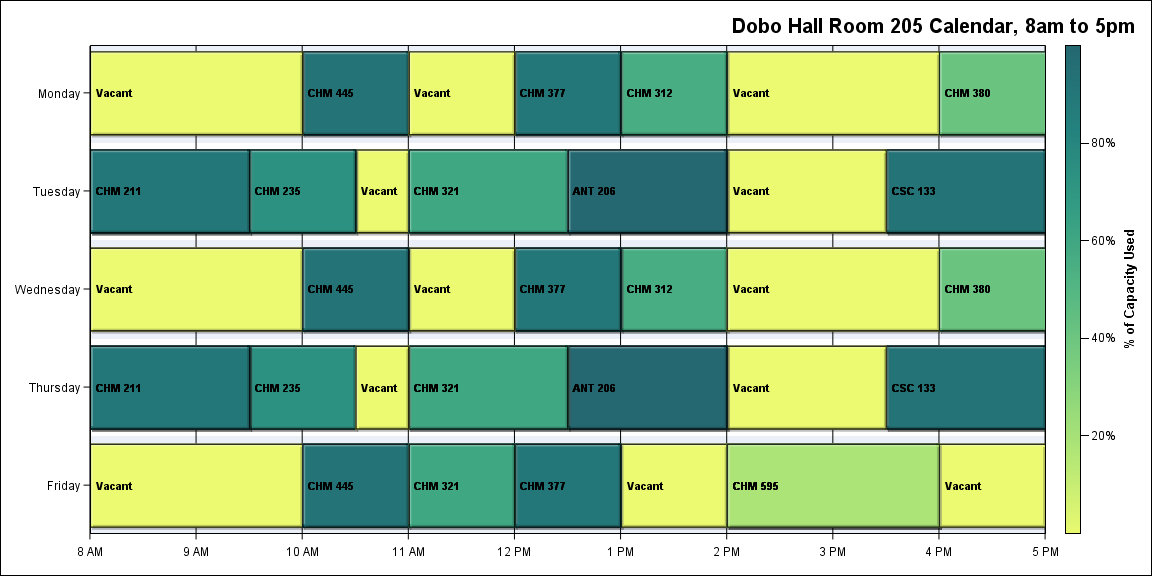 Dobo Hall Room 205 Calendar, 8am to 5pm
Monday
Vacant
CHM 445
Vacant
CHM 377
CHM 312
Vacant
CHM 380
Tuesday
CHM 211
CHM 235
Vacant
CHM 321
ANT 206
Vacant
CSC 133
Wednesday
Vacant
CHM 445
Vacant
CHM 377
CHM 312
Vacant
CHM 380
Thursday
CHM 211
CHM 235
Vacant
CHM 321
ANT 206
Vacant
CSC 133
Friday
Vacant
CHM 445
CHM 321
CHM 377
Vacant
CHM 595
Vacant
8 AM
9 AM
10 AM
11 AM
12 PM
1 PM
2 PM
3 PM
4 PM
5 PM
80%
60%
40%
20%
% of Capacity Used